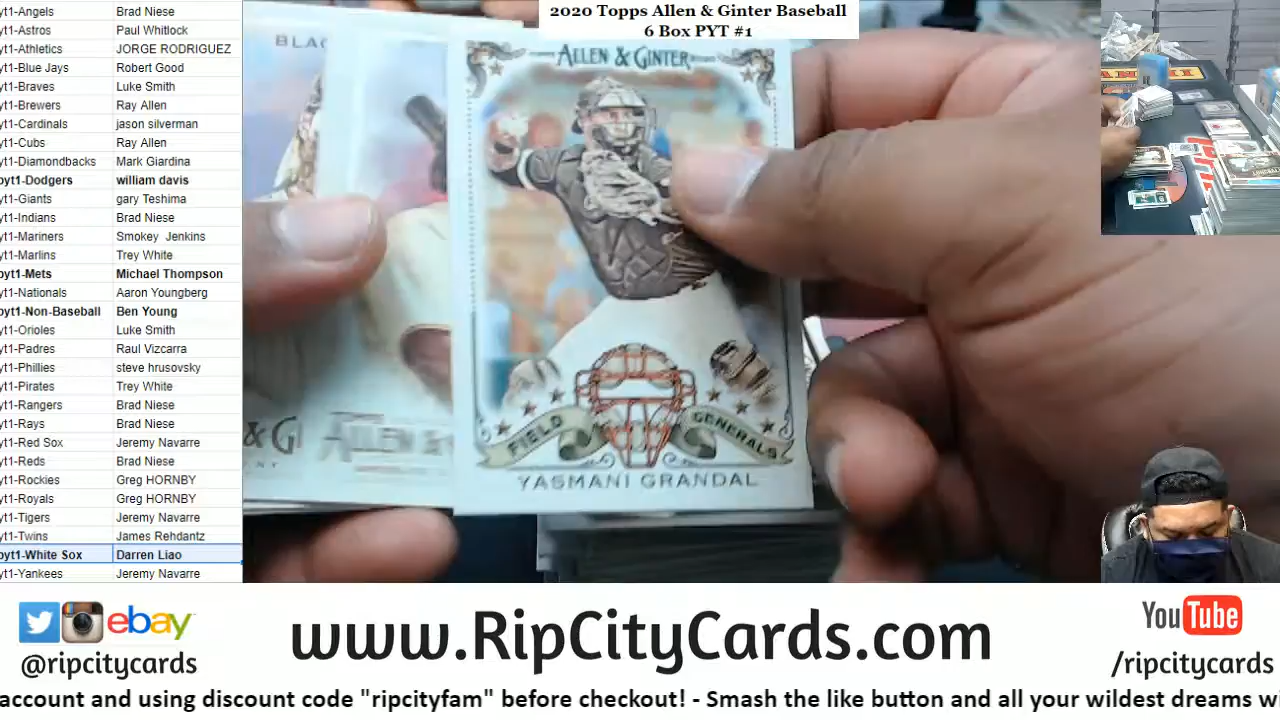 yt1-Angels Brad Niese
yt1-Astros Paul Whitlock
yt1-Athletics JORGE RODRIGUEZ
yt1-Blue Jays Robert Good
yt1-Braves Luke Smith
yt1-Brewers Ray Allen
yt1-Cardinals jason silverman
yt1-Cubs Ray Allen
yt1-Diamondbacks Mark Giardina
pyt1-Dodgers william davis
yt1-Giants gary Teshima
yt1-Indians Brad Niese
yt1-Mariners Smokey Jenkins
yt1-Marlins Trey White
pyt1-Mets Michael Thompson
yt1-Nationals Aaron Youngberg
pyt1-Non-Baseball Ben Young
yt1-Orioles Luke Smith
yt1-Padres Raul Vizcarra
yt1-Phillies steve hrusovsky
yt1-Pirates Trey White
yt1-Rangers Brad Niese
yt1-Rays Brad Niese
yt1-Red Sox Jeremy Navarre
yt1-Reds Brad Niese
yt1-Rockies Greg HORNBY
yt1-Royals Greg HORNBY
yt1-Tigers Jeremy Navarre
yt1-Twins James Rehdantz
pyt1-White Sox Darren Liao
yt1-Yankees Jeremy Navarre
2020 Topps Allen & Ginter Baseball
6 Box PYT #1
ALLEN & GINTER
FIELD GENERALS
YASMANI GRANDAL
BLAC
& GI
ALLEN &
ebay
@ripcitycards
www.RipCityCards.com
YouTube
/ripcitycards
account and using discount code "ripcityfam" before checkout! - Smash the like button and all your wildest dreams wi